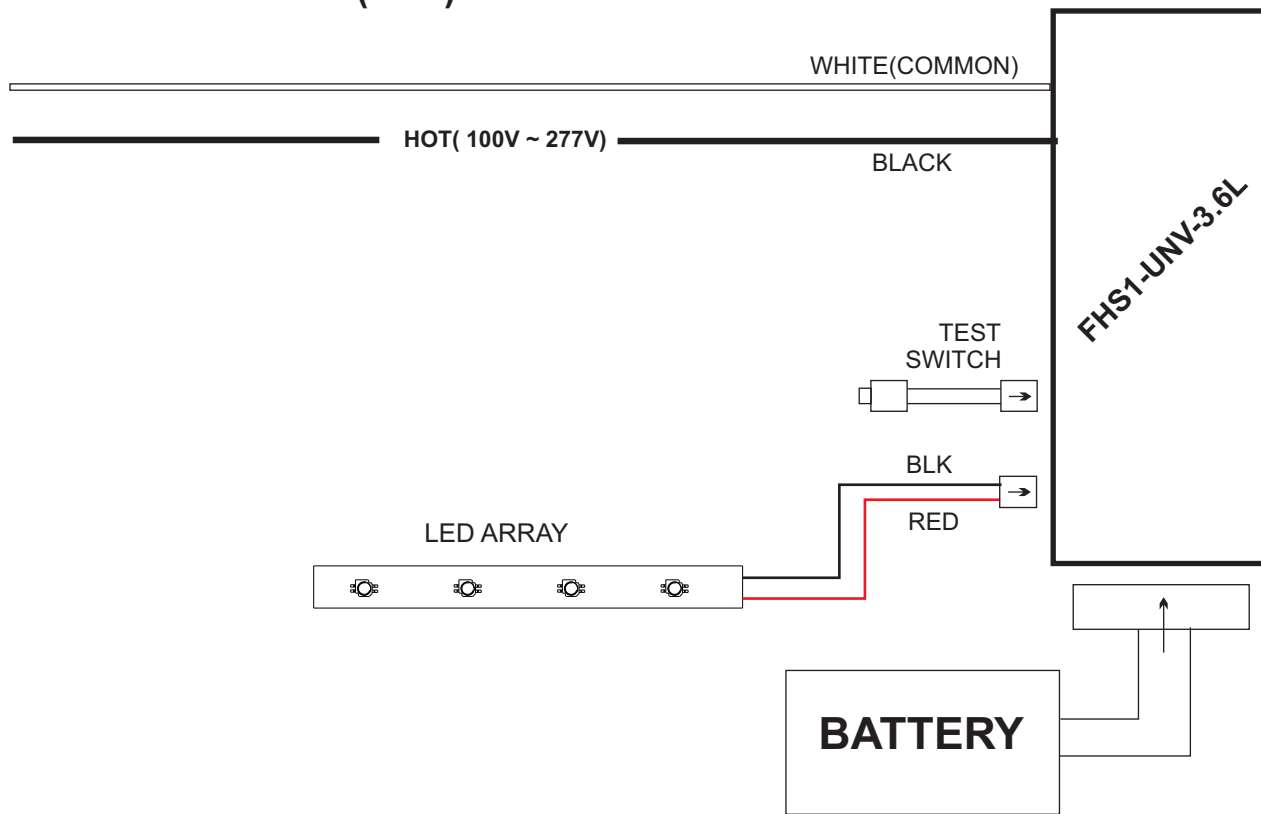 WHITE(COMMON)
HOT( 100V ~ 277V)
BLACK
FHS1-UNV-3.6L
TEST
SWITCH
BLK
RED
LED ARRAY
BATTERY